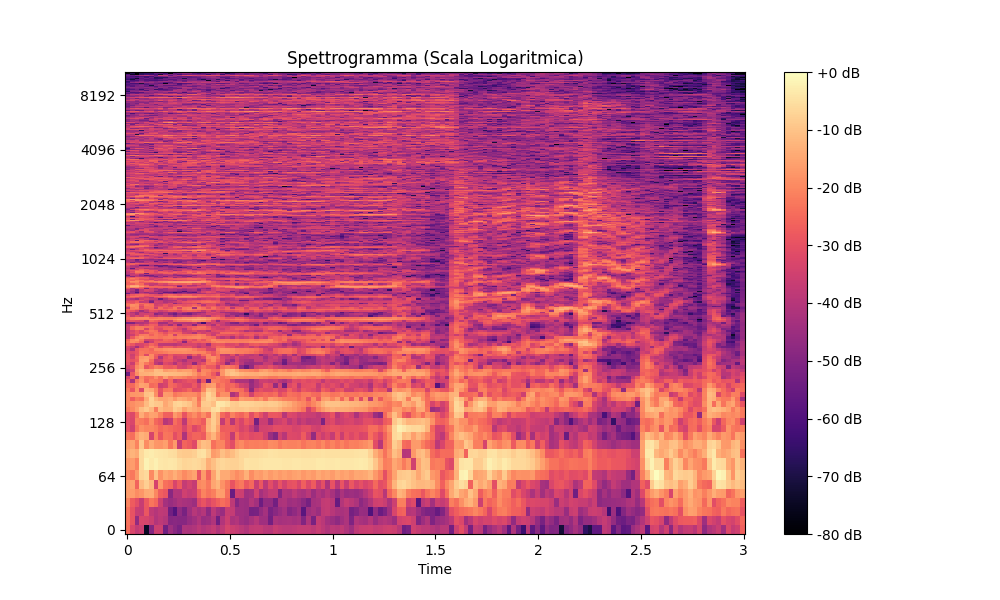 Spettrogramma (Scala Logaritmica)
Hz
8192
4096
2048
1024
512
256
128
64
0
0
0.5
1
1.5
2
2.5
3
Time
+0 dB
-10 dB
-20 dB
-30 dB
-40 dB
-50 dB
-60 dB
-70 dB
-80 dB